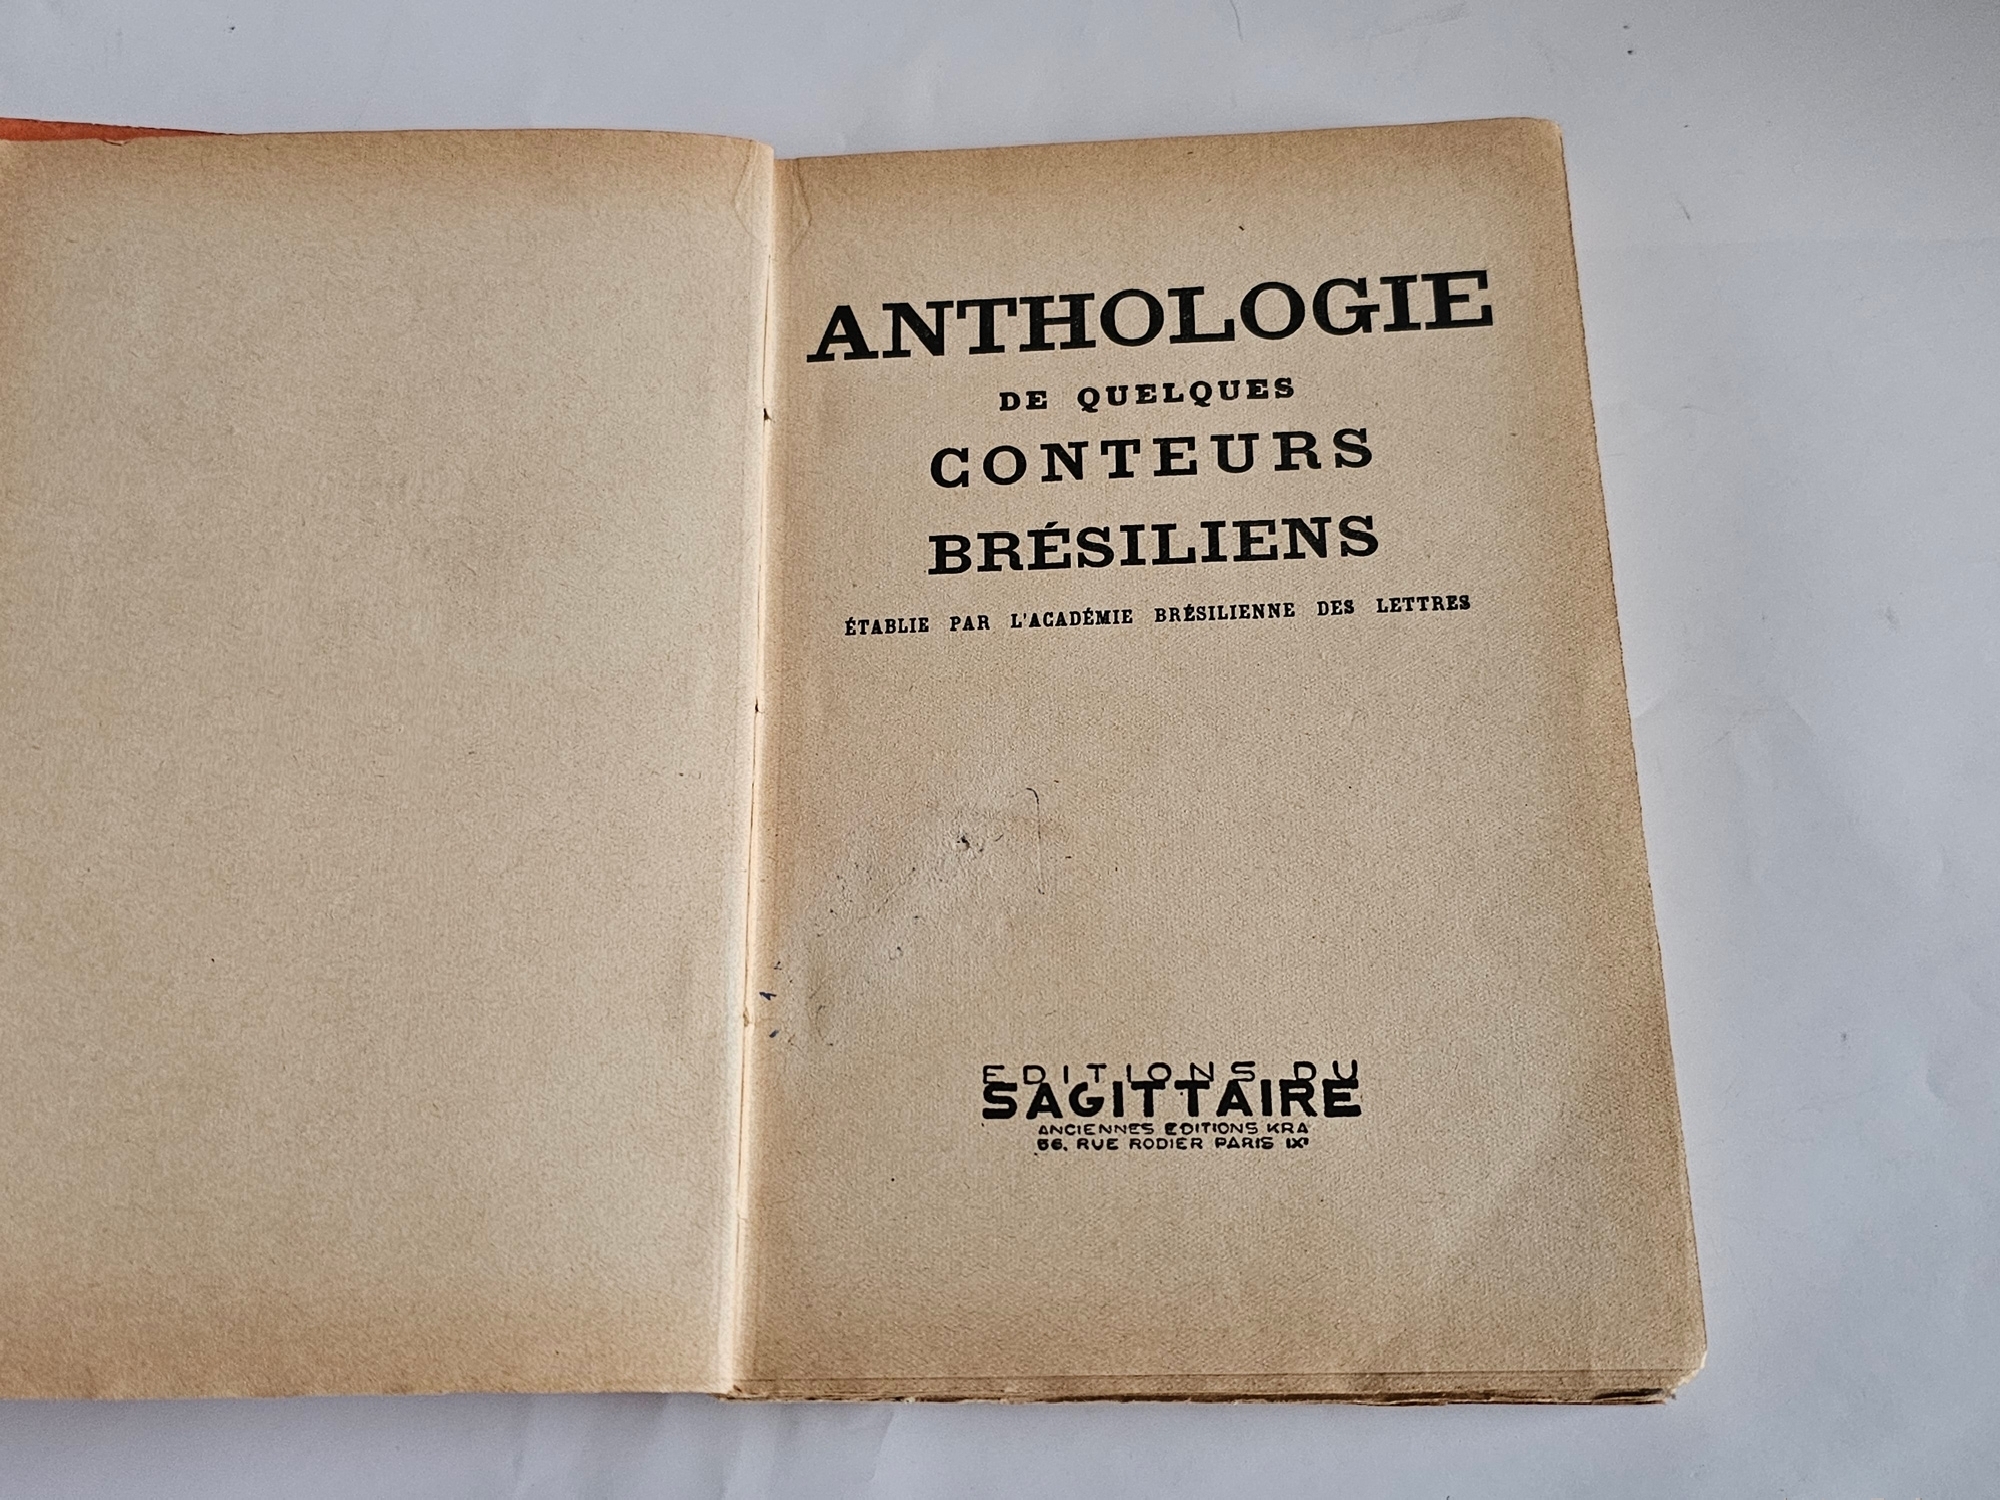 ANTHOLOGIE
DE QUELQUES
CONTEURS
BRÉSILIENS
ÉTABLIE PAR L'ACADÉMIE BRÉSILIENNE DES LETTRES
EDITIONS DU
SAGITTAIRE
ANCIENNES EDITIONS KRA
56, RUE RODIER PARIS IXᵉ